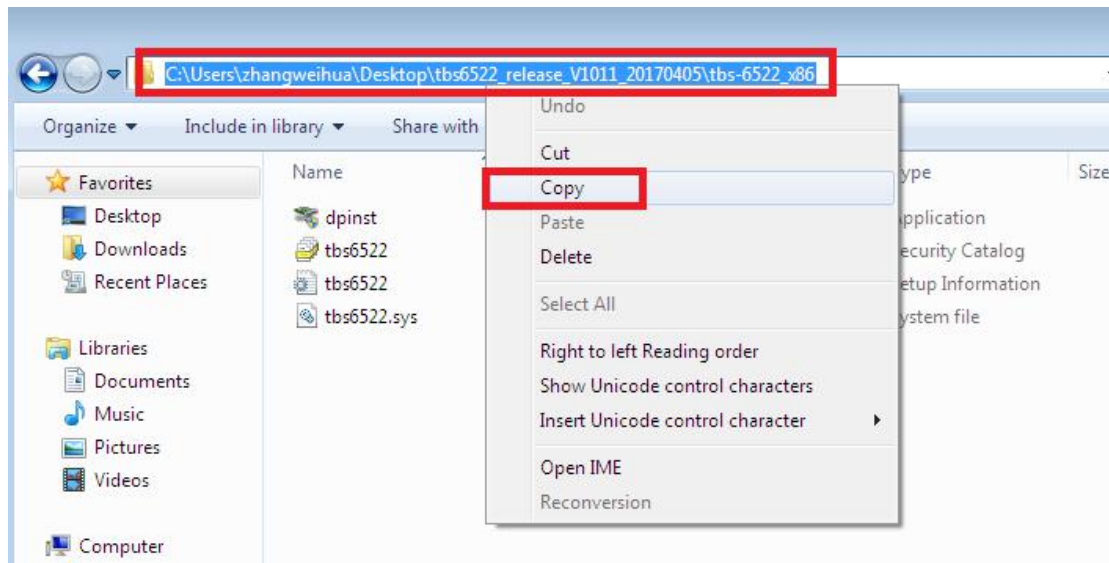 C:\Users\zhangweihua\Desktop\tbs6522_release_V1011_20170405\tbs-6522_x86
Organize Include in library Share with
Favorites
Desktop
Downloads
Recent Places
Libraries
Documents
Music
Pictures
Videos
Computer
Name
dpinst
tbs6522
tbs6522
tbs6522.sys
Undo
Cut
Copy
Paste
Delete
Select All
Right to left Reading order
Show Unicode control characters
Insert Unicode control character
Open IME
Reconversion
ype
Size
pplication
ecurity Catalog
etup Information
ystem file